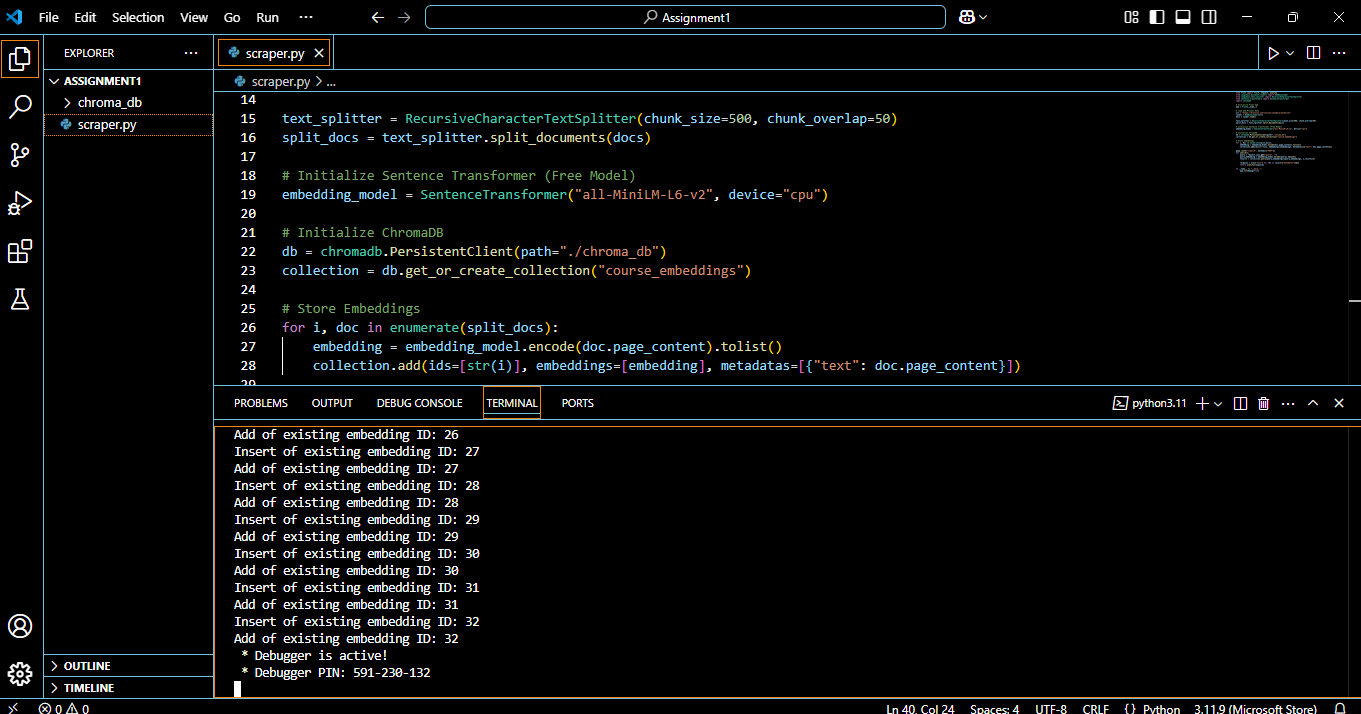 File Edit Selection View Go Run ··· Assignment1
EXPLORER ···
ASSIGNMENT1
chroma_db
scraper.py
OUTLINE
TIMELINE
scraper.py
scraper.py > ...
14
15 text_splitter = RecursiveCharacterTextSplitter(chunk_size=500, chunk_overlap=50)
16 split_docs = text_splitter.split_documents(docs)
17
18 # Initialize Sentence Transformer (Free Model)
19 embedding_model = SentenceTransformer("all-MiniLM-L6-v2", device="cpu")
20
21 # Initialize ChromaDB
22 db = chromadb.PersistentClient(path="./chroma_db")
23 collection = db.get_or_create_collection("course_embeddings")
24
25 # Store Embeddings
26 for i, doc in enumerate(split_docs):
27     embedding = embedding_model.encode(doc.page_content).tolist()
28     collection.add(ids=[str(i)], embeddings=[embedding], metadatas=[{"text": doc.page_content}])
29
PROBLEMS OUTPUT DEBUG CONSOLE TERMINAL PORTS python3.11
Add of existing embedding ID: 26
Insert of existing embedding ID: 27
Add of existing embedding ID: 27
Insert of existing embedding ID: 28
Add of existing embedding ID: 28
Insert of existing embedding ID: 29
Add of existing embedding ID: 29
Insert of existing embedding ID: 30
Add of existing embedding ID: 30
Insert of existing embedding ID: 31
Add of existing embedding ID: 31
Insert of existing embedding ID: 32
Add of existing embedding ID: 32
 * Debugger is active!
 * Debugger PIN: 591-230-132
0 0 Ln 40, Col 24 Spaces: 4 UTF-8 CRLF {} Python 3.11.9 (Microsoft Store)